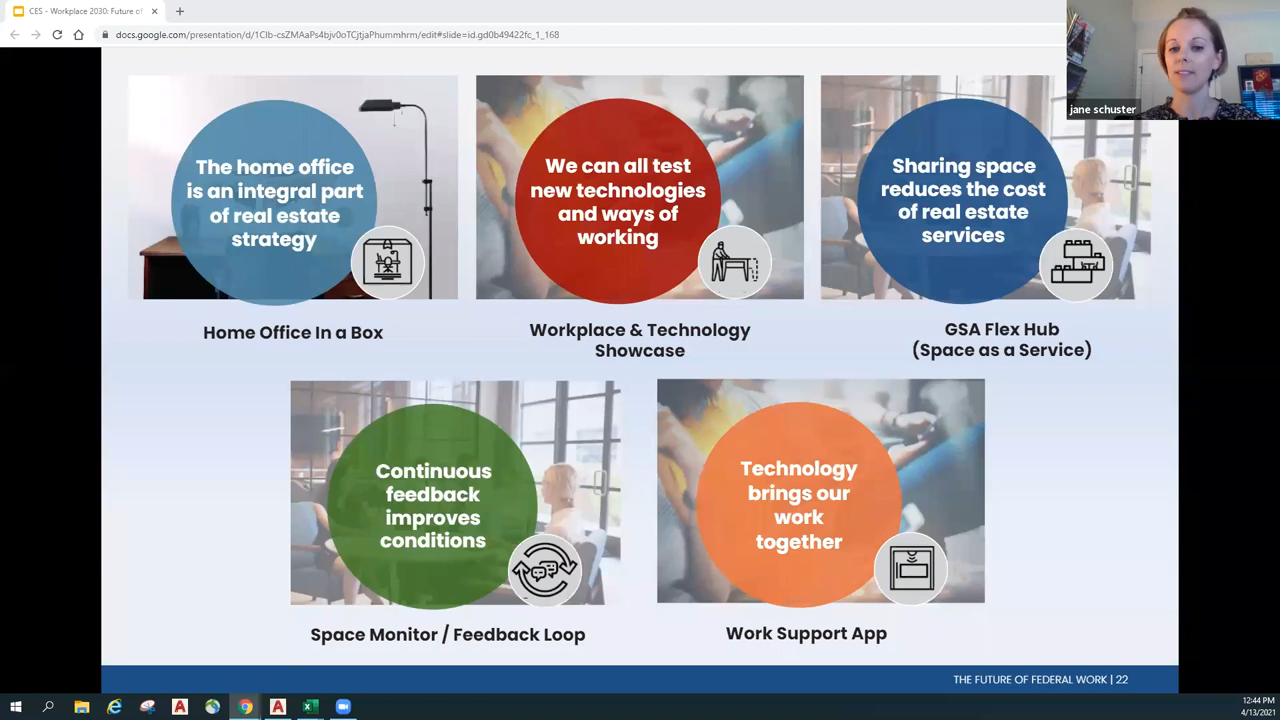 CES - Workplace 2030: Future of
docs.google.com/presentation/d/1Clb-csZMAaPs4bjv0oTCjtjaPhummhrm/edit#slide=id.gd0b49422fc_1_168
jane schuster
The home office
is an integral part
of real estate
strategy
We can all test
new technologies
and ways of
working
Sharing space
reduces the cost
of real estate
services
Home Office In a Box
Workplace & Technology
Showcase
GSA Flex Hub
(Space as a Service)
Continuous
feedback
improves
conditions
Technology
brings our
work
together
Space Monitor / Feedback Loop
Work Support App
THE FUTURE OF FEDERAL WORK | 22
12:44 PM
4/13/2021